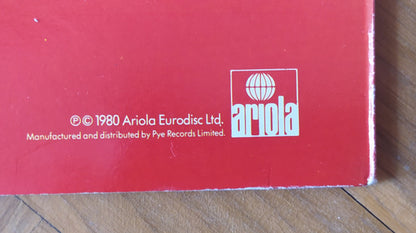 ℗ © 1980 Ariola Eurodisc Ltd.
Manufactured and distributed by Pye Records Limited.
ariola